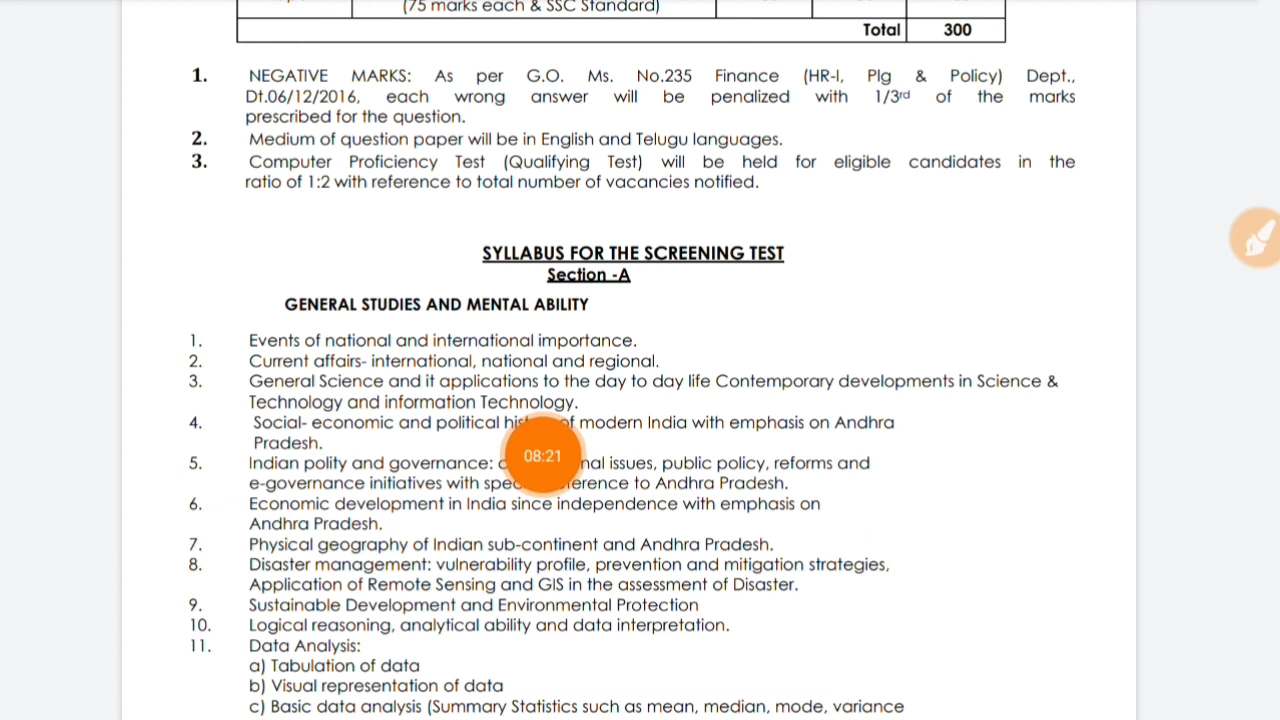 (75 marks each & SSC Standard)
Total 300
1. NEGATIVE MARKS: As per G.O. Ms. No.235 Finance (HR-I, Plg & Policy) Dept.,
Dt.06/12/2016, each wrong answer will be penalized with 1/3rd of the marks
prescribed for the question.
2. Medium of question paper will be in English and Telugu languages.
3. Computer Proficiency Test (Qualifying Test) will be held for eligible candidates in the
ratio of 1:2 with reference to total number of vacancies notified.
SYLLABUS FOR THE SCREENING TEST
Section -A
GENERAL STUDIES AND MENTAL ABILITY
1. Events of national and international importance.
2. Current affairs- international, national and regional.
3. General Science and it applications to the day to day life Contemporary developments in Science &
Technology and information Technology.
4. Social- economic and political of modern India with emphasis on Andhra
Pradesh.
5. Indian polity and governance: issues, public policy, reforms and
08:21
e-governance initiatives with to Andhra Pradesh.
6. Economic development in India since independence with emphasis on
Andhra Pradesh.
7. Physical geography of Indian sub-continent and Andhra Pradesh.
8. Disaster management: vulnerability profile, prevention and mitigation strategies,
Application of Remote Sensing and GIS in the assessment of Disaster.
9. Sustainable Development and Environmental Protection
10. Logical reasoning, analytical ability and data interpretation.
11. Data Analysis:
a) Tabulation of data
b) Visual representation of data
c) Basic data analysis (Summary Statistics such as mean, median, mode, variance